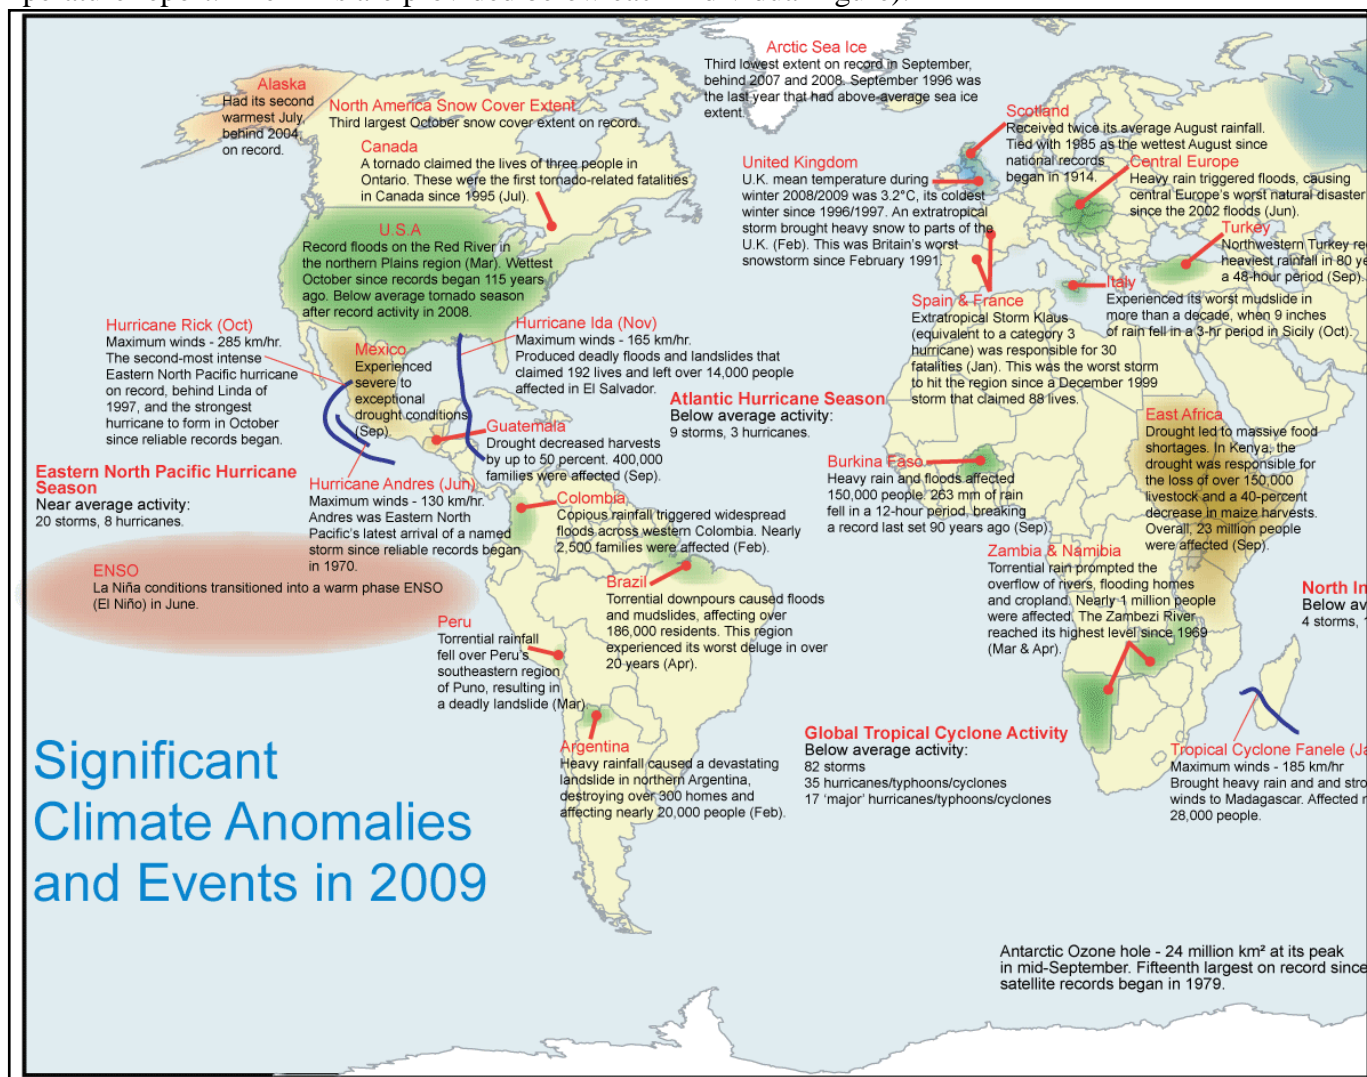 Arctic Sea Ice
Third lowest extent on record in September,
behind 2007 and 2008. September 1996 was
the last year that had above-average sea ice
extent.
Alaska
Had its second
warmest July,
behind 2004,
on record.
North America Snow Cover Extent
Third largest October snow cover extent on record.
Canada
A tornado claimed the lives of three people in
Ontario. These were the first tornado-related fatalities
in Canada since 1995 (Jul).
Scotland
Received twice its average August rainfall.
Tied with 1985 as the wettest August since
national records
began in 1914.
United Kingdom
U.K. mean temperature during
winter 2008/2009 was 3.2°C, its coldest
winter since 1996/1997. An extratropical
storm brought heavy snow to parts of the
U.K. (Feb). This was Britain's worst
snowstorm since February 1991.
Central Europe
Heavy rain triggered floods, causing
central Europe's worst natural disaster
since the 2002 floods (Jun).
Turkey
Northwestern Turkey
heaviest rainfall in 80
a 48-hour period (Sep).
U.S.A
Record floods on the Red River in
the northern Plains region (Mar). Wettest
October since records began 115 years
ago. Below average tornado season
after record activity in 2008.
Italy
Experienced its worst mudslide in
more than a decade, when 9 inches
of rain fell in a 3-hr period in Sicily (Oct).
Spain & France
Extratropical Storm Klaus
(equivalent to a category 3
hurricane) was responsible for 30
fatalities (Jan). This was the worst storm
to hit the region since a December 1999
storm that claimed 88 lives.
Hurricane Rick (Oct)
Maximum winds - 285 km/hr.
The second-most intense
Eastern North Pacific hurricane
on record, behind Linda of
1997, and the strongest
hurricane to form in October
since reliable records began.
Mexico
Experienced
severe to
exceptional
drought conditions
(Sep).
Hurricane Ida (Nov)
Maximum winds - 165 km/hr.
Produced deadly floods and landslides that
claimed 192 lives and left over 14,000 people
affected in El Salvador.
Atlantic Hurricane Season
Below average activity:
9 storms, 3 hurricanes.
Guatemala
Drought decreased harvests
by up to 50 percent. 400,000
families were affected (Sep).
East Africa
Drought led to massive food
shortages. In Kenya, the
drought was responsible for
the loss of over 150,000
livestock and a 40-percent
decrease in maize harvests.
Overall, 23 million people
were affected (Sep).
Burkina Faso
Heavy rain and floods affected
150,000 people. 263 mm of rain
fell in a 12-hour period, breaking
a record last set 90 years ago (Sep).
Eastern North Pacific Hurricane
Season
Near average activity:
20 storms, 8 hurricanes.
Hurricane Andres (Jun)
Maximum winds - 130 km/hr.
Andres was Eastern North
Pacific's latest arrival of a named
storm since reliable records began
in 1970.
Colombia
Copious rainfall triggered widespread
floods across western Colombia. Nearly
2,500 families were affected (Feb).
ENSO
La Niña conditions transitioned into a warm phase ENSO
(El Niño) in June.
Brazil
Torrential downpours caused floods
and mudslides, affecting over
186,000 residents. This region
experienced its worst deluge in over
20 years (Apr).
Zambia & Namibia
Torrential rain prompted the
overflow of rivers, flooding homes
and cropland. Nearly 1 million people
were affected. The Zambezi River
reached its highest level since 1969
(Mar & Apr).
North
Below
4 storms,
Peru
Torrential rainfall
fell over Peru's
southeastern region
of Puno, resulting in
a deadly landslide (Mar)
Argentina
Heavy rainfall caused a devastating
landslide in northern Argentina,
destroying over 300 homes and
affecting nearly 20,000 people (Feb).
Global Tropical Cyclone Activity
Below average activity:
82 storms
35 hurricanes/typhoons/cyclones
17 'major' hurricanes/typhoons/cyclones
Tropical Cyclone Fanele
Maximum winds - 185 km/hr
Brought heavy rain and and
winds to Madagascar. Affected
28,000 people.
Significant
Climate Anomalies
and Events in 2009
Antarctic Ozone hole - 24 million km² at its peak
in mid-September. Fifteenth largest on record since
satellite records began in 1979.